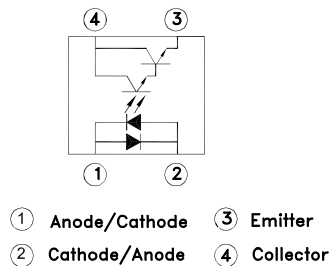 ④ ③
① ②
① Anode/Cathode ③ Emitter
② Cathode/Anode ④ Collector